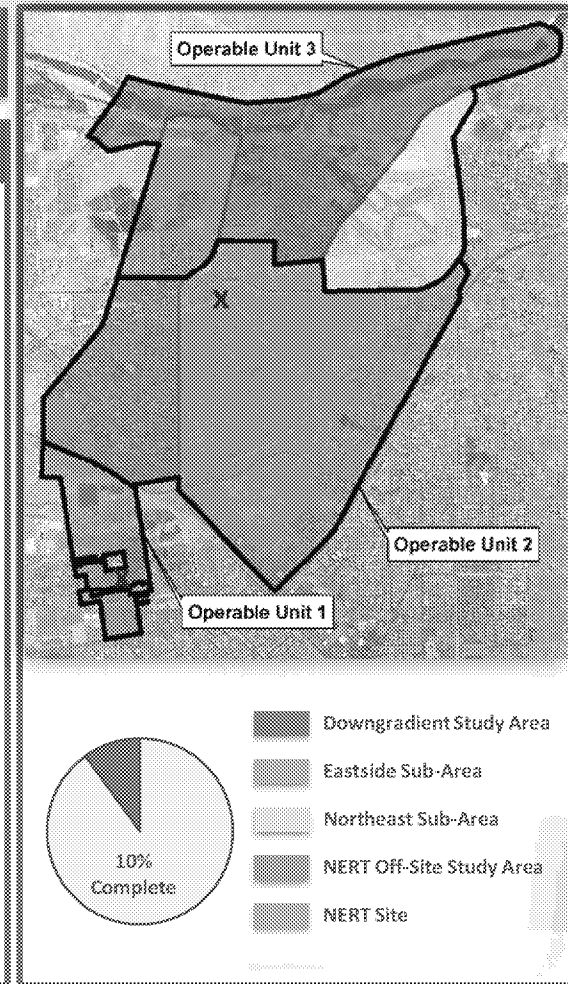 Operable Unit 3
X
Operable Unit 2
X
Operable Unit 1
Downgradient Study Area
Eastside Sub-Area
Northeast Sub-Area
10%
Complete
NERT Off-Site Study Area
NERT Site